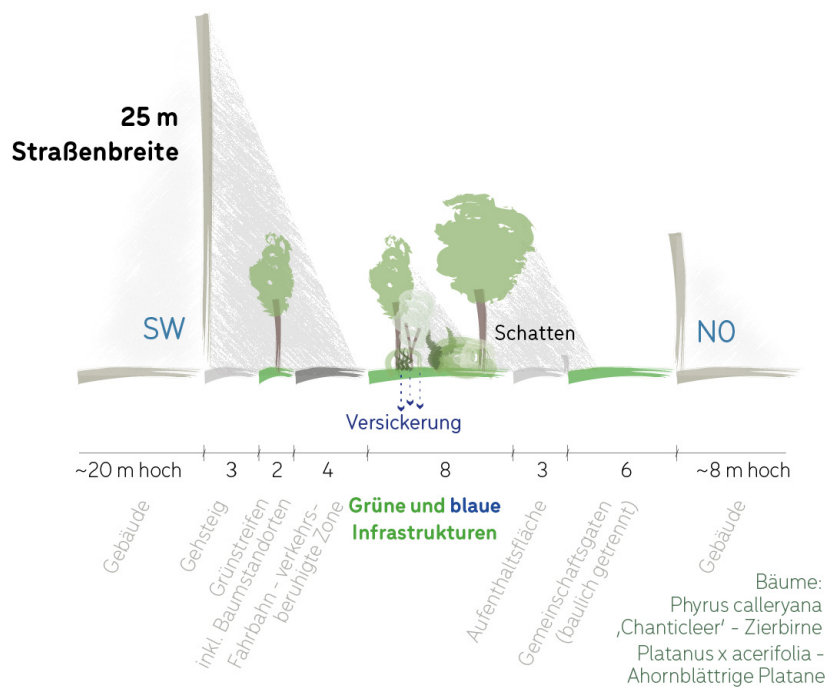 25 m
Straßenbreite
SW
NO
Schatten
Versickerung
~20 m hoch
3
2
4
8
3
6
~8 m hoch
Gebäude
Gehsteig
Grünstreifen
inkl. Baumstandorten
Fahrbahn - verkehrs-
beruhigte Zone
Grüne und blaue
Infrastrukturen
Aufenthaltsfläche
Gemeinschaftsgaten
(baulich getrennt)
Gebäude
Bäume:
Phyrus calleryana
‚Chanticleer' - Zierbirne
Platanus x acerifolia -
Ahornblättrige Platane